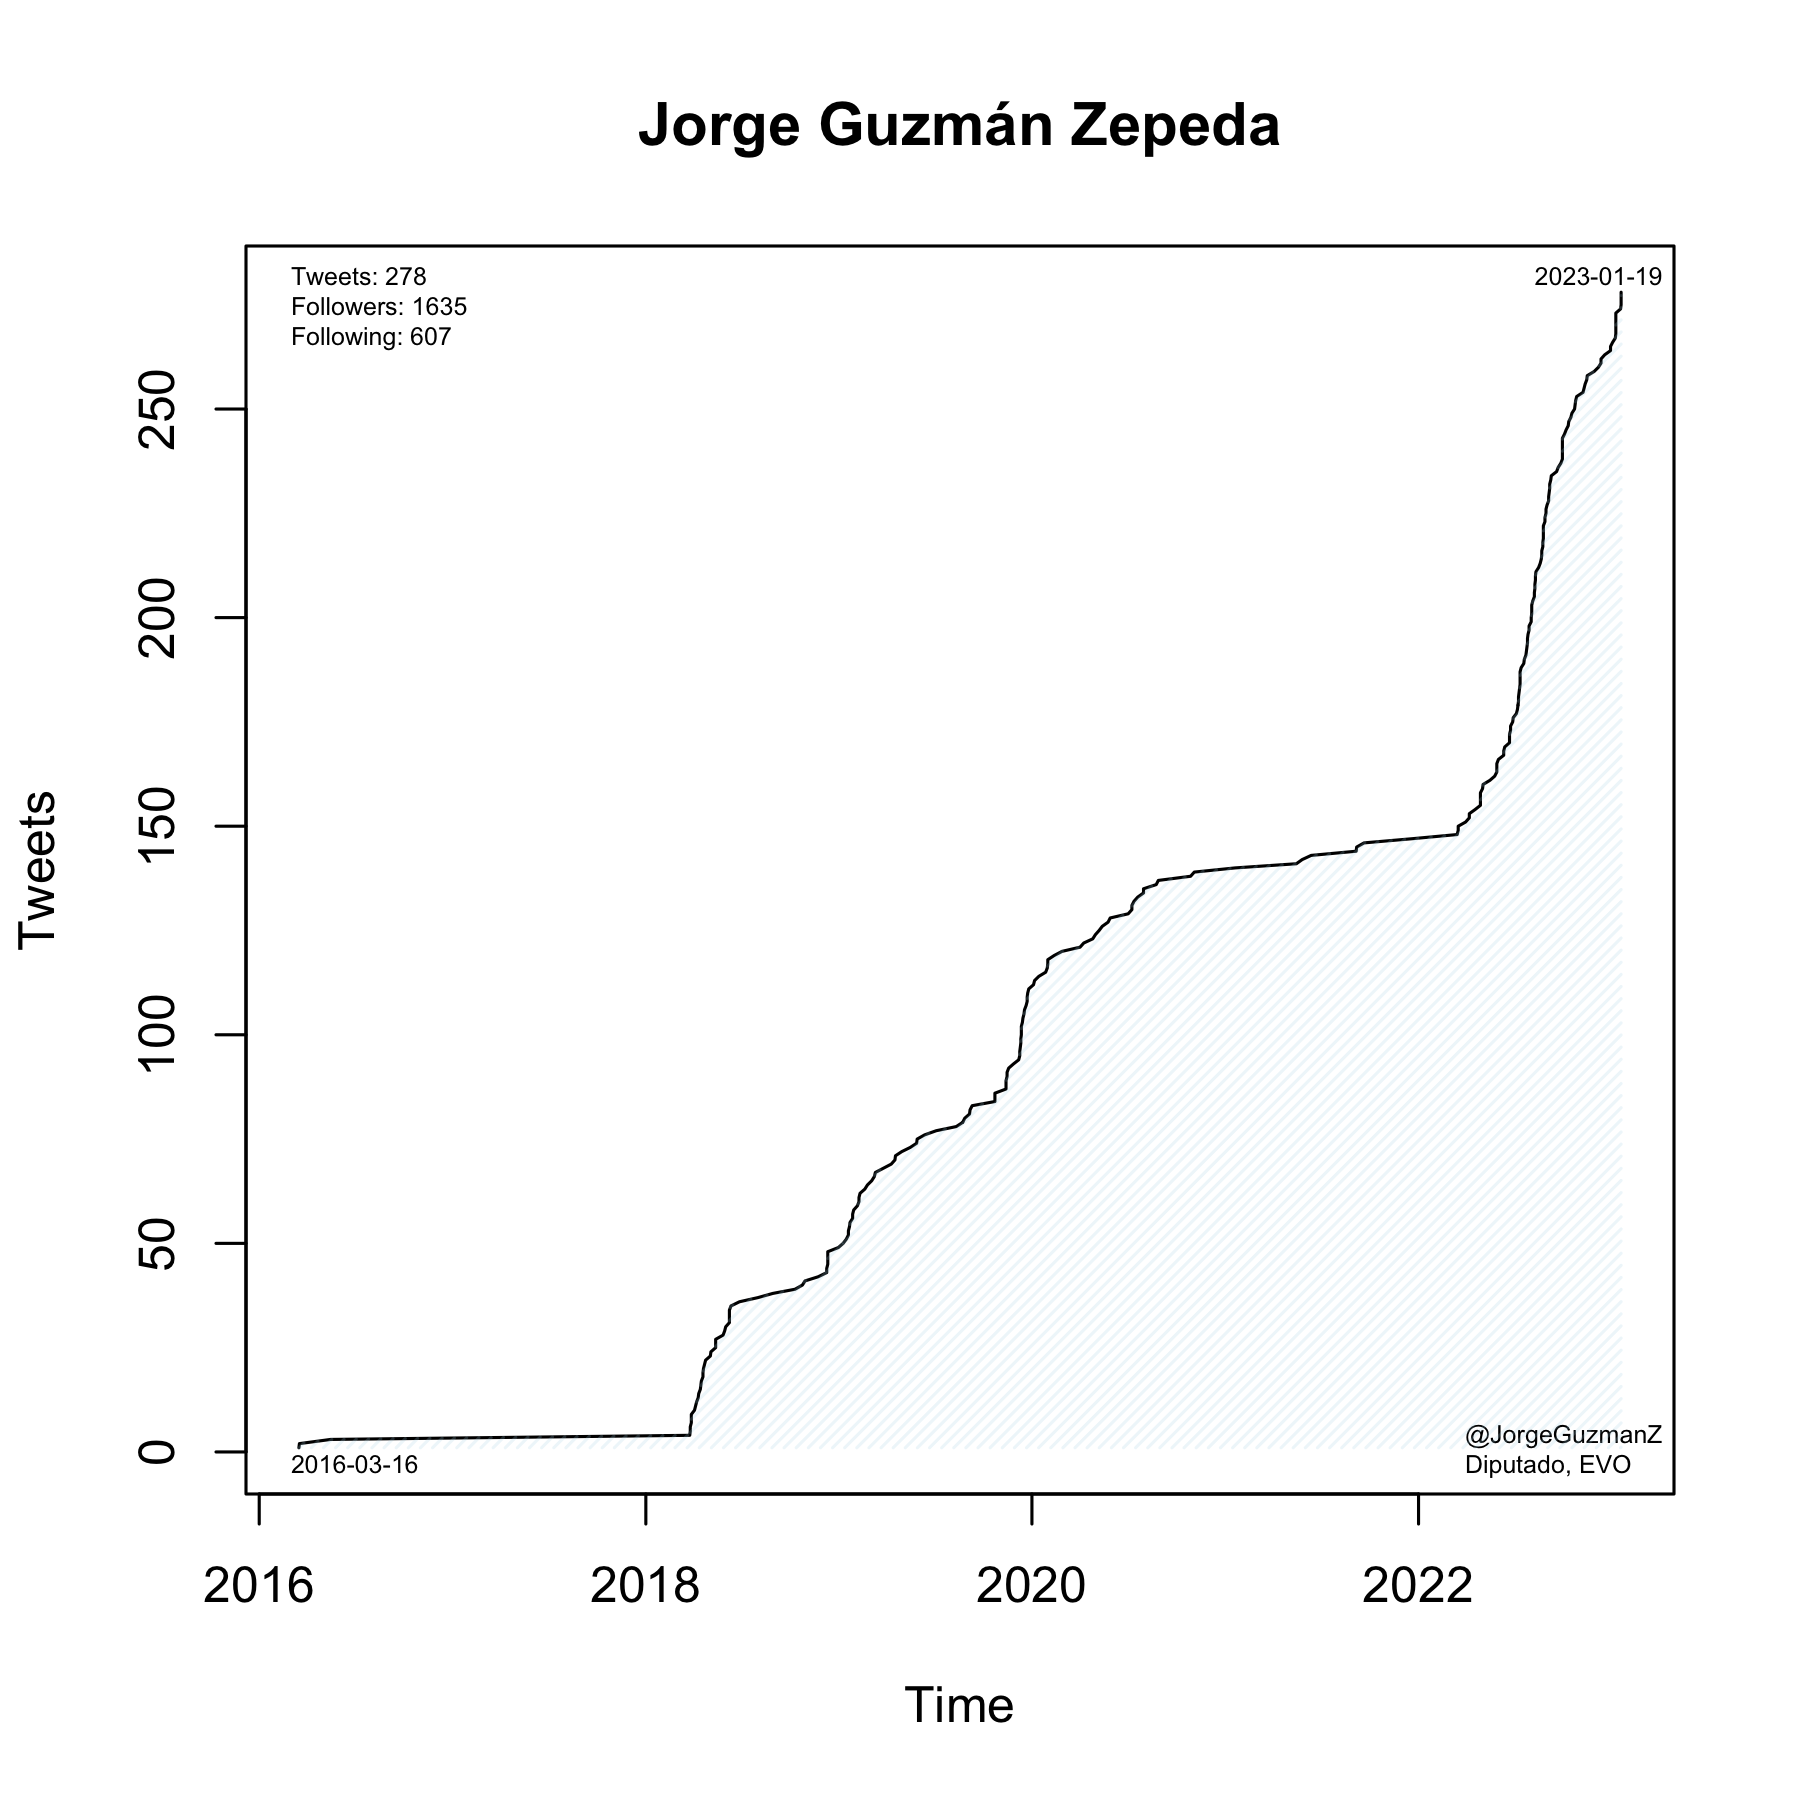 Jorge Guzmán Zepeda
Tweets: 278
Followers: 1635
Following: 607
2023-01-19
250
200
150
100
50
0
Tweets
2016-03-16
@JorgeGuzmanZ
Diputado, EVO
2016
2018
2020
2022
Time